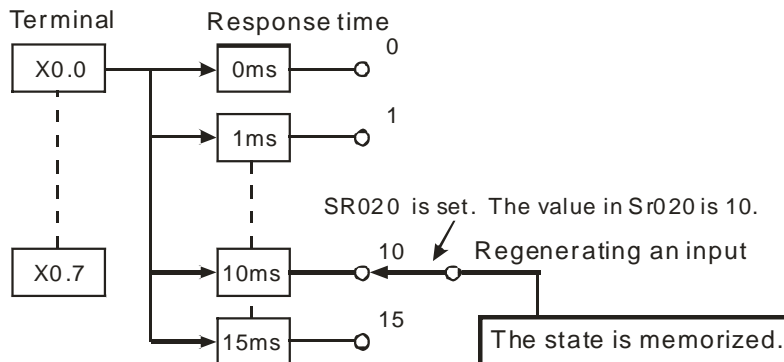 Terminal
Response time
X0.0
0ms
0
1ms
1
SR020 is set. The value in Sr020 is 10.
X0.7
10ms
10
Regenerating an input
15ms
15
The state is memorized.